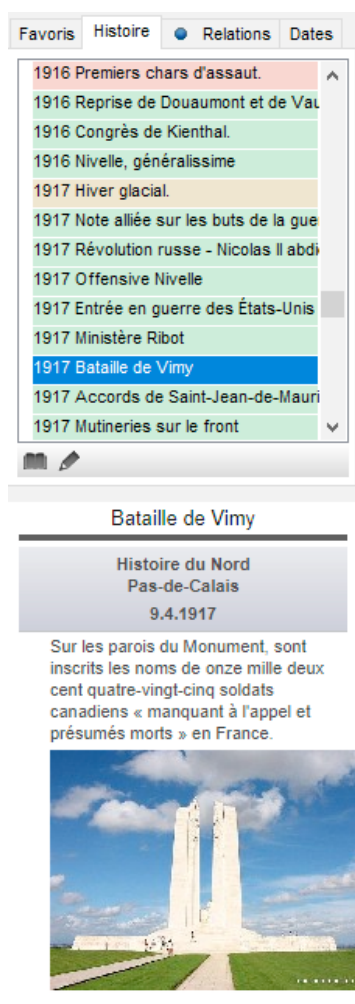 Favoris Histoire Relations Dates
1916 Premiers chars d'assaut.
1916 Reprise de Douaumont et de Vau
1916 Congrès de Kienthal.
1916 Nivelle, généralissime
1917 Hiver glacial.
1917 Note alliée sur les buts de la gue
1917 Révolution russe - Nicolas II abdi
1917 Offensive Nivelle
1917 Entrée en guerre des États-Unis
1917 Ministère Ribot
1917 Bataille de Vimy
1917 Accords de Saint-Jean-de-Mauri
1917 Mutineries sur le front
Bataille de Vimy
Histoire du Nord
Pas-de-Calais
9.4.1917
Sur les parois du Monument, sont
inscrits les noms de onze mille deux
cent quatre-vingt-cinq soldats
canadiens « manquant à l'appel et
présumés morts » en France.